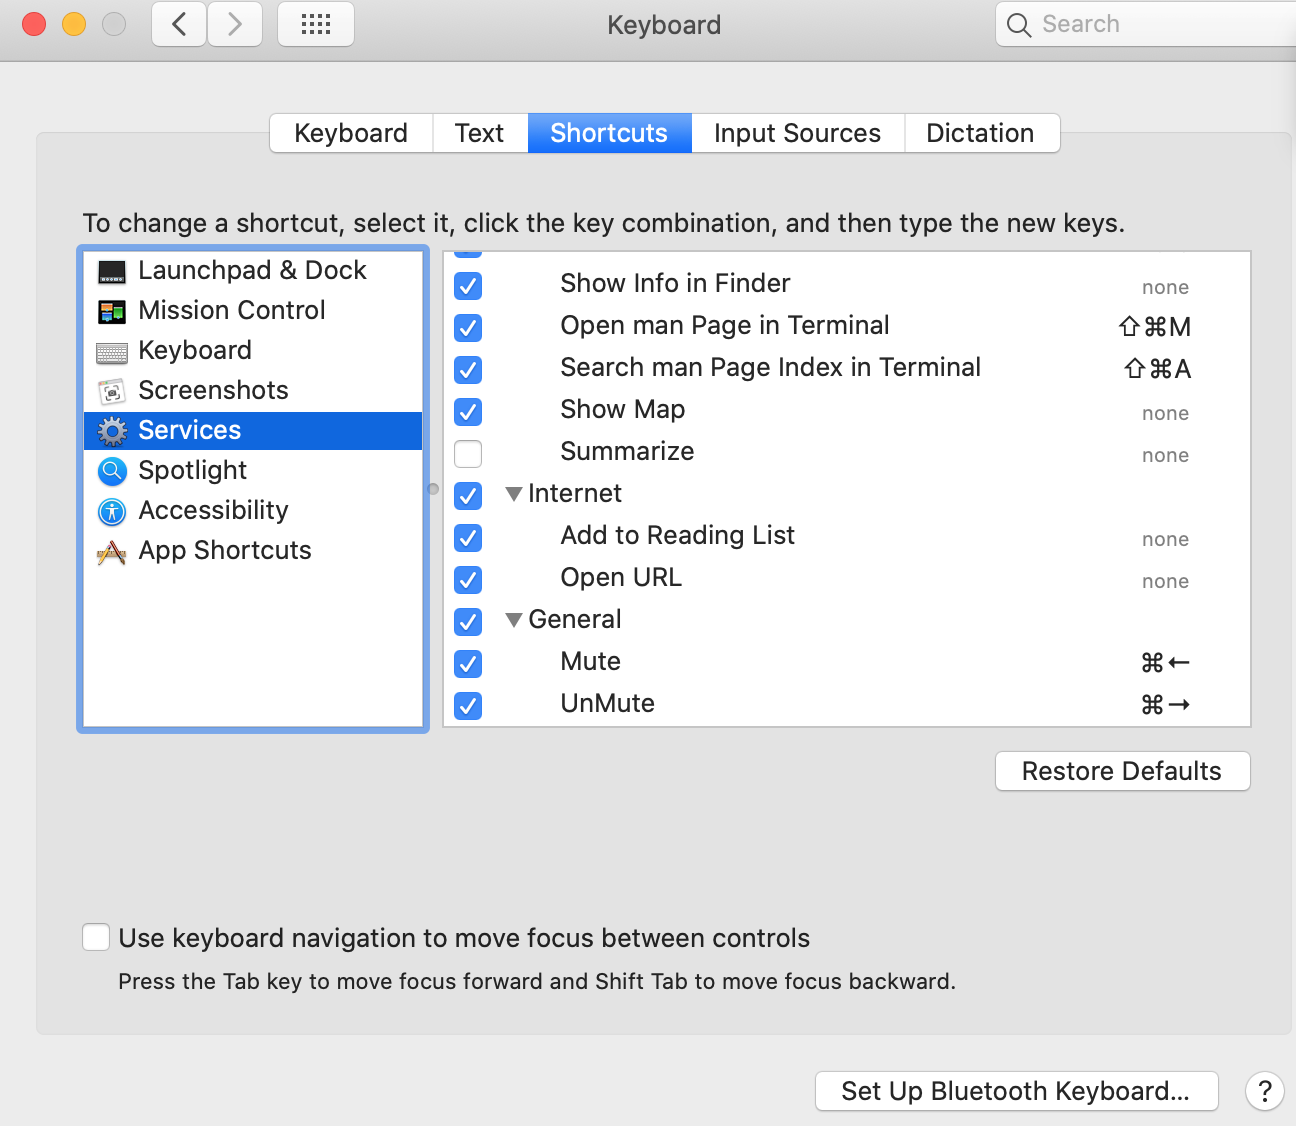 Keyboard
Search
Keyboard
Text
Shortcuts
Input Sources
Dictation
To change a shortcut, select it, click the key combination, and then type the new keys.
Launchpad & Dock
Mission Control
Keyboard
Screenshots
Services
Spotlight
Accessibility
App Shortcuts
Show Info in Finder none
Open man Page in Terminal ⇧⌘M
Search man Page Index in Terminal ⇧⌘A
Show Map none
Summarize none
Internet
Add to Reading List none
Open URL none
General
Mute ⌘←
UnMute ⌘→
Restore Defaults
Use keyboard navigation to move focus between controls
Press the Tab key to move focus forward and Shift Tab to move focus backward.
Set Up Bluetooth Keyboard...
?